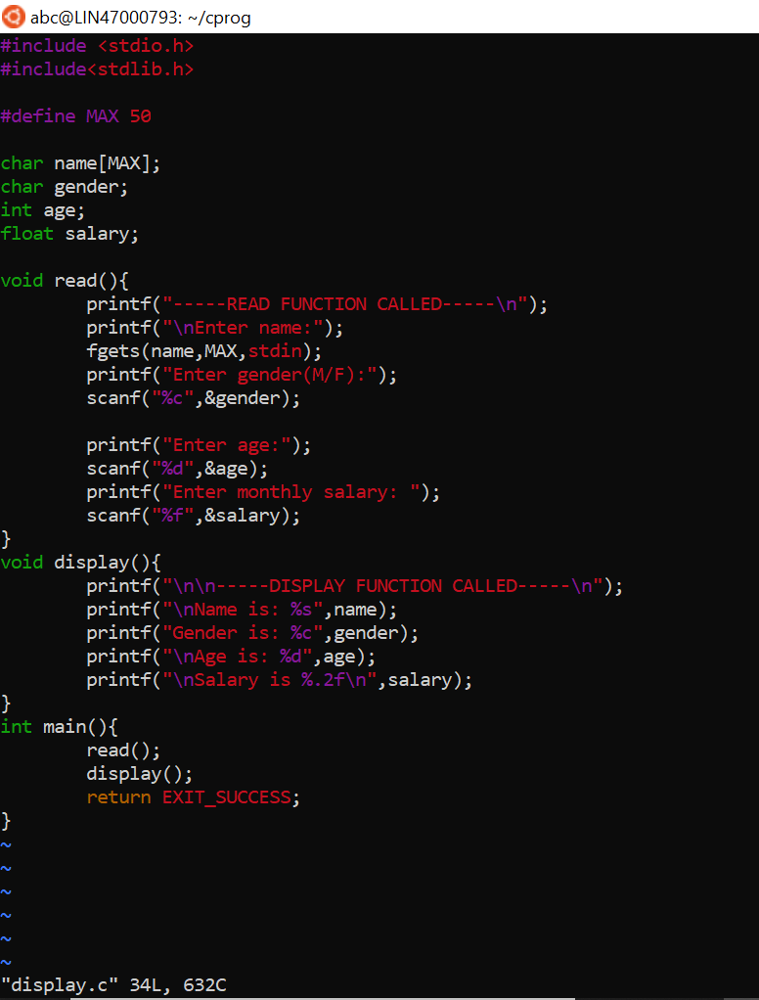 abc@LIN47000793: ~/cprog
#include <stdio.h>
#include<stdlib.h>

#define MAX 50

char name[MAX];
char gender;
int age;
float salary;

void read(){
        printf("-----READ FUNCTION CALLED-----\n");
        printf("\nEnter name:");
        fgets(name,MAX,stdin);
        printf("Enter gender(M/F):");
        scanf("%c",&gender);

        printf("Enter age:");
        scanf("%d",&age);
        printf("Enter monthly salary: ");
        scanf("%f",&salary);
}
void display(){
        printf("\n\n-----DISPLAY FUNCTION CALLED-----\n");
        printf("\nName is: %s",name);
        printf("Gender is: %c",gender);
        printf("\nAge is: %d",age);
        printf("\nSalary is %.2f\n",salary);
}
int main(){
        read();
        display();
        return EXIT_SUCCESS;
}
~
~
~
~
~
~
"display.c" 34L, 632C